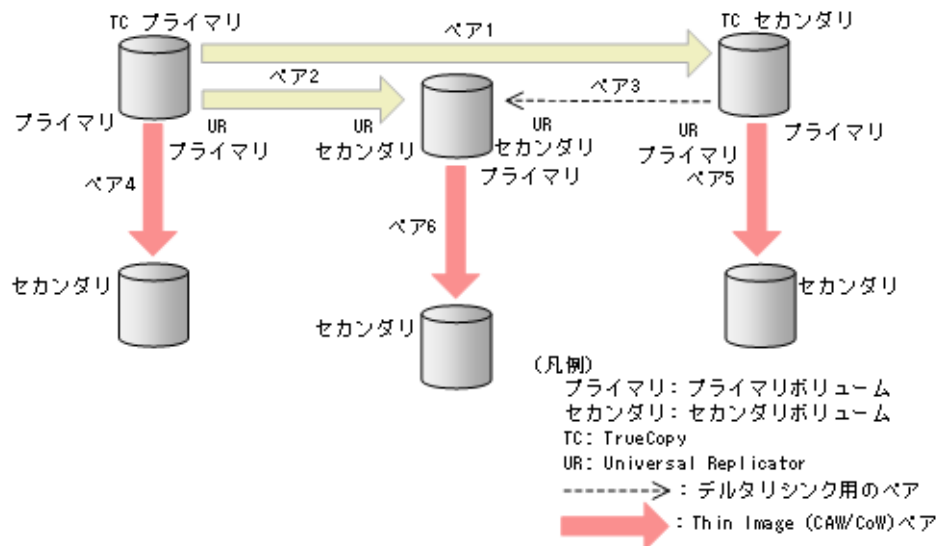 TC プライマリ
TC セカンダリ
ペア1
ペア2
ペア3
プライマリ
UR
プライマリ
UR
セカンダリ
UR
セカンダリ
プライマリ
UR
プライマリ
プライマリ
ペア4
ペア5
ペア6
セカンダリ
セカンダリ
セカンダリ
(凡例)
プライマリ: プライマリボリューム
セカンダリ: セカンダリボリューム
TC: TrueCopy
UR: Universal Replicator
: デルタリシンク用のペア
: Thin Image (CAW/CoW)ペア